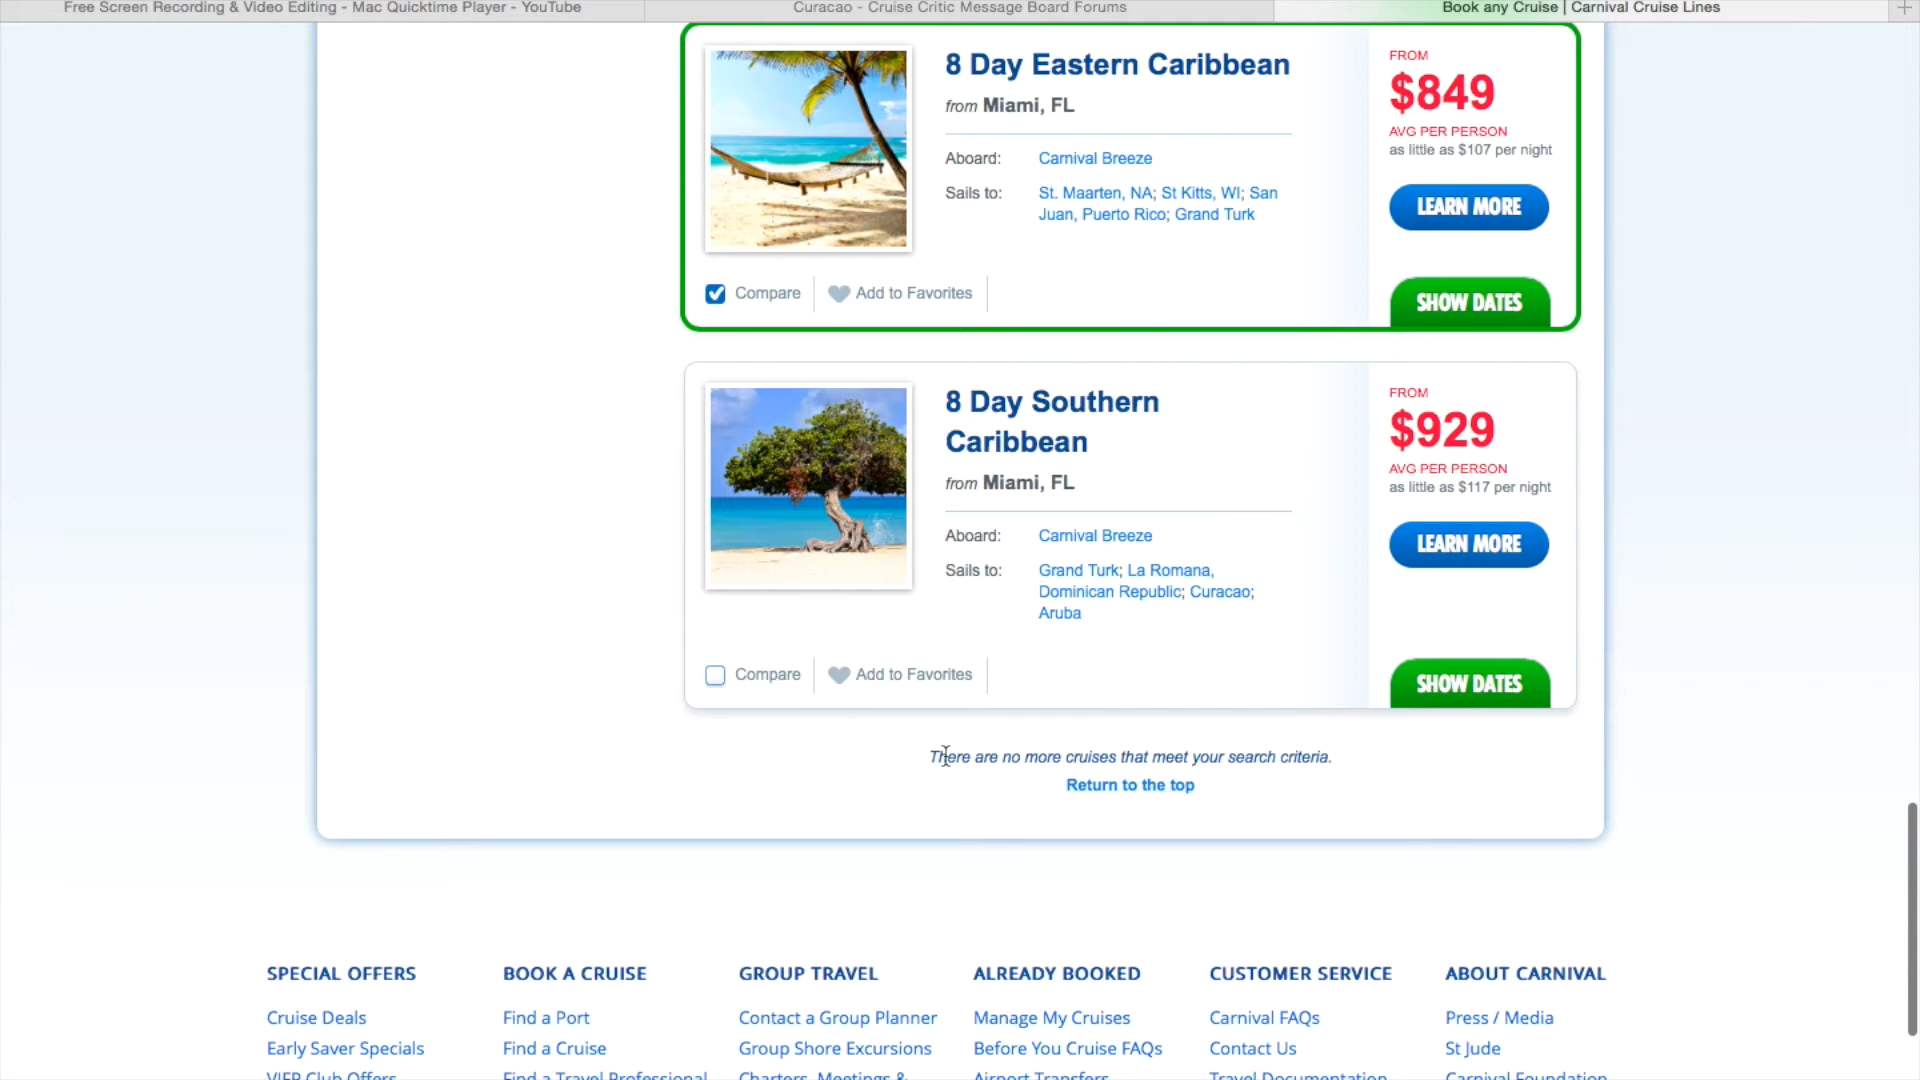 Free Screen Recording & Video Editing - Mac Quicktime Player - YouTube
Curacao - Cruise Critic Message Board Forums
Book any Cruise | Carnival Cruise Lines
8 Day Eastern Caribbean
from Miami, FL
Aboard: Carnival Breeze
Sails to: St. Maarten, NA; St Kitts, WI; San
Juan, Puerto Rico; Grand Turk
Compare
Add to Favorites
FROM
$849
AVG PER PERSON
as little as $107 per night
LEARN MORE
SHOW DATES
8 Day Southern
Caribbean
from Miami, FL
Aboard: Carnival Breeze
Sails to: Grand Turk; La Romana,
Dominican Republic; Curacao;
Aruba
Compare
Add to Favorites
FROM
$929
AVG PER PERSON
as little as $117 per night
LEARN MORE
SHOW DATES
There are no more cruises that meet your search criteria.
Return to the top
SPECIAL OFFERS
Cruise Deals
Early Saver Specials
VIFP Club Offers
BOOK A CRUISE
Find a Port
Find a Cruise
Find a Travel Professional
GROUP TRAVEL
Contact a Group Planner
Group Shore Excursions
Charters, Meetings &
ALREADY BOOKED
Manage My Cruises
Before You Cruise FAQs
Airport Transfers
CUSTOMER SERVICE
Carnival FAQs
Contact Us
Travel Documentation
ABOUT CARNIVAL
Press / Media
St Jude
Carnival Foundation